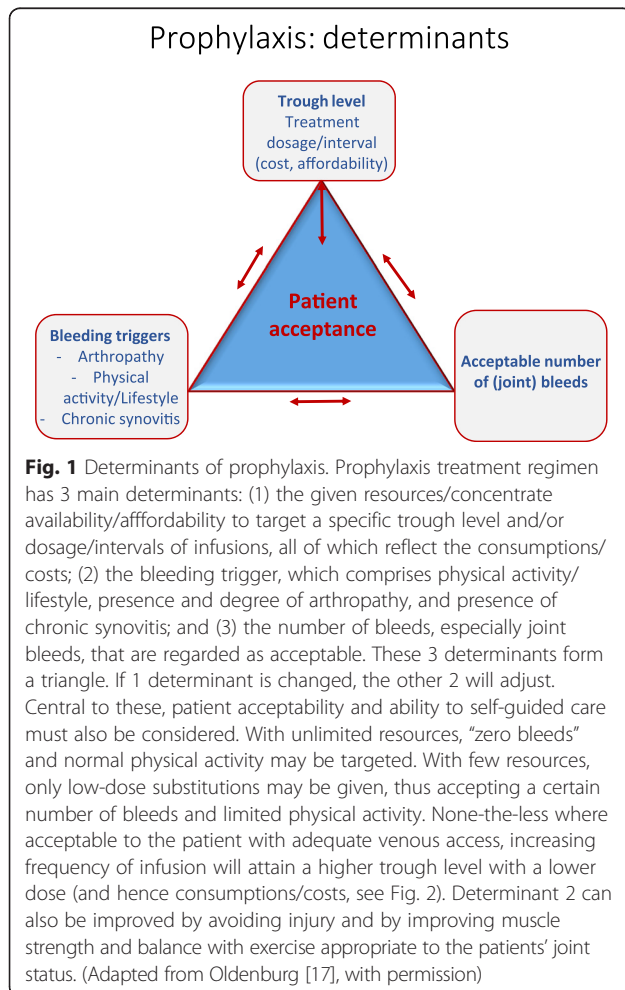 Prophylaxis: determinants
Trough level
Treatment
dosage/interval
(cost, affordability)
Patient
acceptance
Bleeding triggers
- Arthropathy
- Physical
activity/Lifestyle
- Chronic synovitis
Acceptable number
of (joint) bleeds
Fig. 1 Determinants of prophylaxis. Prophylaxis treatment regimen
has 3 main determinants: (1) the given resources/concentrate
availability/afffordability to target a specific trough level and/or
dosage/intervals of infusions, all of which reflect the consumptions/
costs; (2) the bleeding trigger, which comprises physical activity/
lifestyle, presence and degree of arthropathy, and presence of
chronic synovitis; and (3) the number of bleeds, especially joint
bleeds, that are regarded as acceptable. These 3 determinants form
a triangle. If 1 determinant is changed, the other 2 will adjust.
Central to these, patient acceptability and ability to self-guided care
must also be considered. With unlimited resources, “zero bleeds”
and normal physical activity may be targeted. With few resources,
only low-dose substitutions may be given, thus accepting a certain
number of bleeds and limited physical activity. None-the-less where
acceptable to the patient with adequate venous access, increasing
frequency of infusion will attain a higher trough level with a lower
dose (and hence consumptions/costs, see Fig. 2). Determinant 2 can
also be improved by avoiding injury and by improving muscle
strength and balance with exercise appropriate to the patients’ joint
status. (Adapted from Oldenburg [17], with permission)